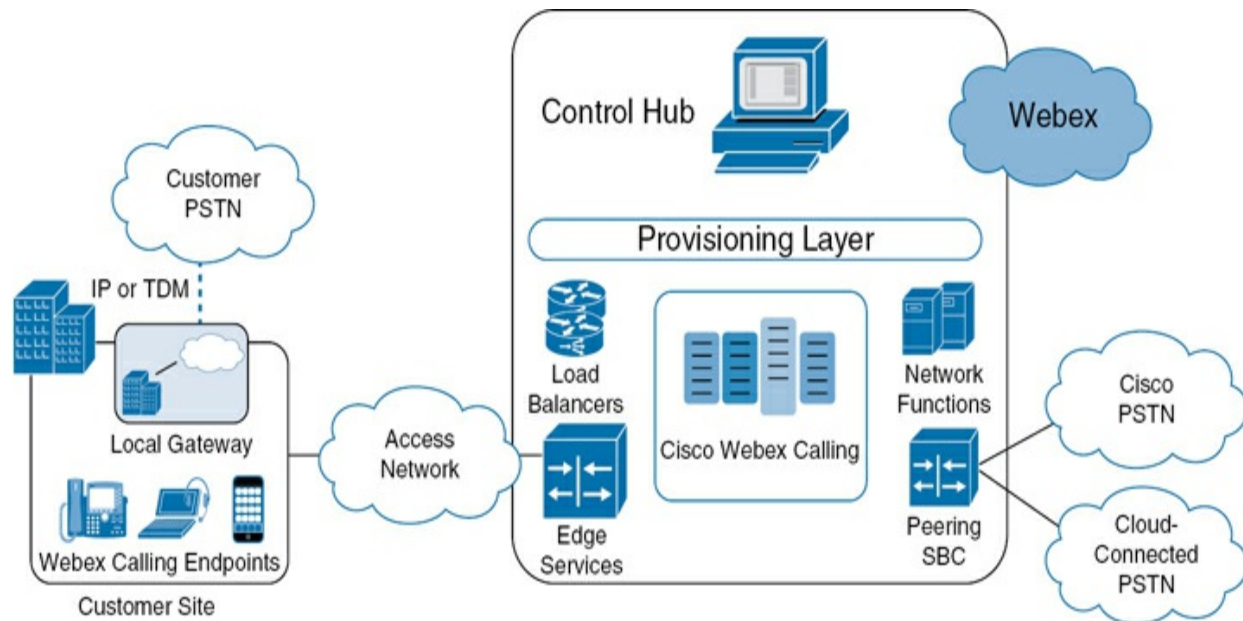 Control Hub
Webex
Customer
PSTN
Provisioning Layer
IP or TDM
Load
Balancers
Network
Functions
Cisco
PSTN
Local Gateway
Access
Network
Cisco Webex Calling
Edge
Services
Peering
SBC
Cloud-
Connected
PSTN
Webex Calling Endpoints
Customer Site